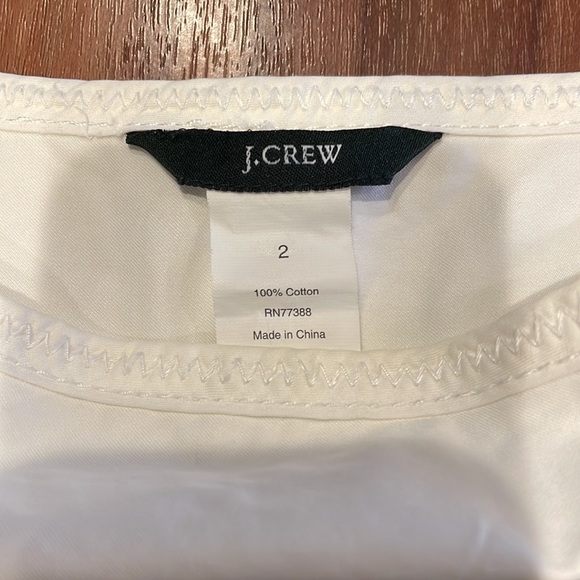 J.CREW
2
100% Cotton
RN77388
Made in China